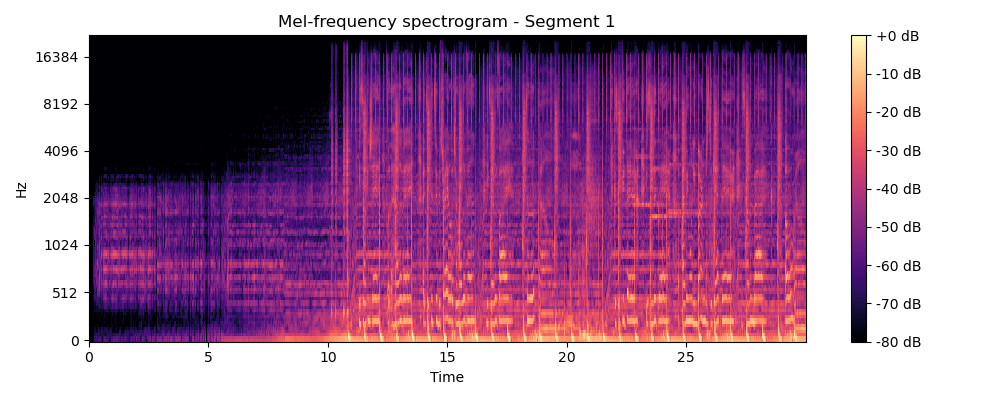 Mel-frequency spectrogram - Segment 1
Hz
16384
8192
4096
2048
1024
512
0
0 5 10 15 20 25
Time
+0 dB
-10 dB
-20 dB
-30 dB
-40 dB
-50 dB
-60 dB
-70 dB
-80 dB